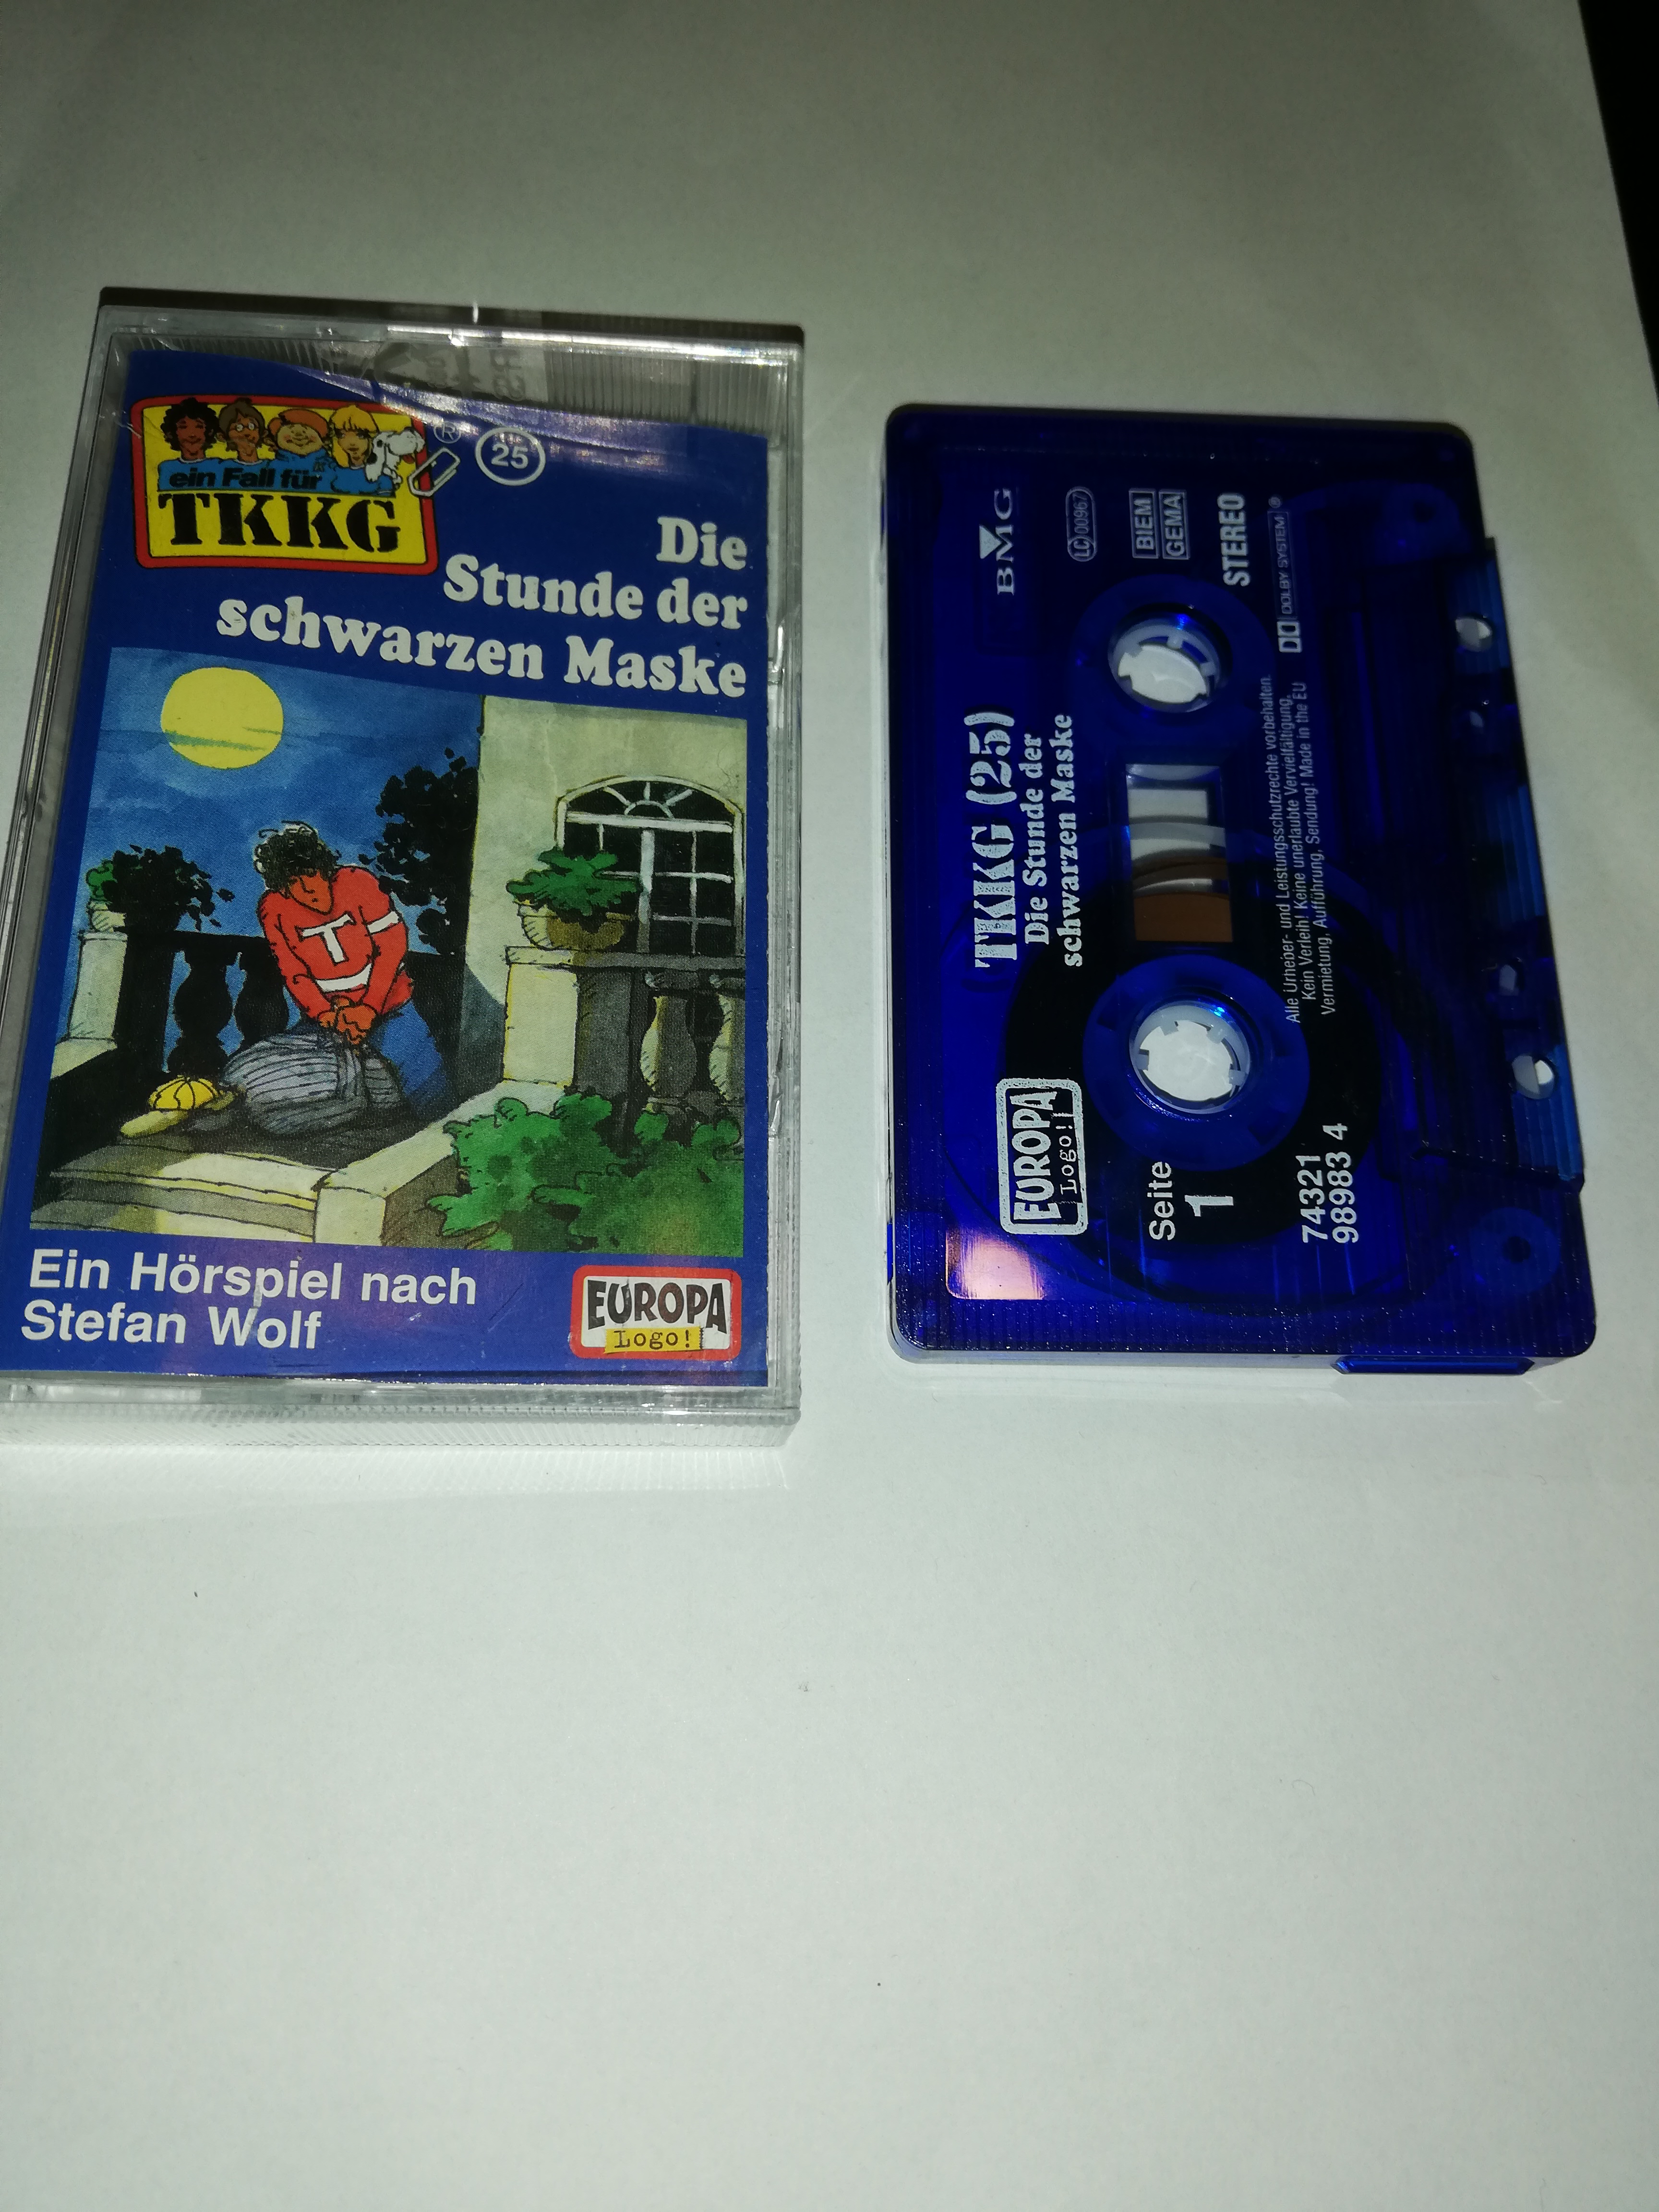 ein Fall für
TKKG
®
25
Die
Stunde der
schwarzen Maske
T
Ein Hörspiel nach
Stefan Wolf
EUROPA
Logo!
BMG
LC 00967
BIEM
GEMA
STEREO
DOLBY SYSTEM®
TKKG (25)
Die Stunde der
schwarzen Maske
Alle Urheber- und Leistungsschutzrechte vorbehalten.
Kein Verleih! Keine unerlaubte Vervielfältigung,
Vermietung, Aufführung, Sendung! Made in the EU
EUROPA
Logo!
Seite
1
74321
98983 4